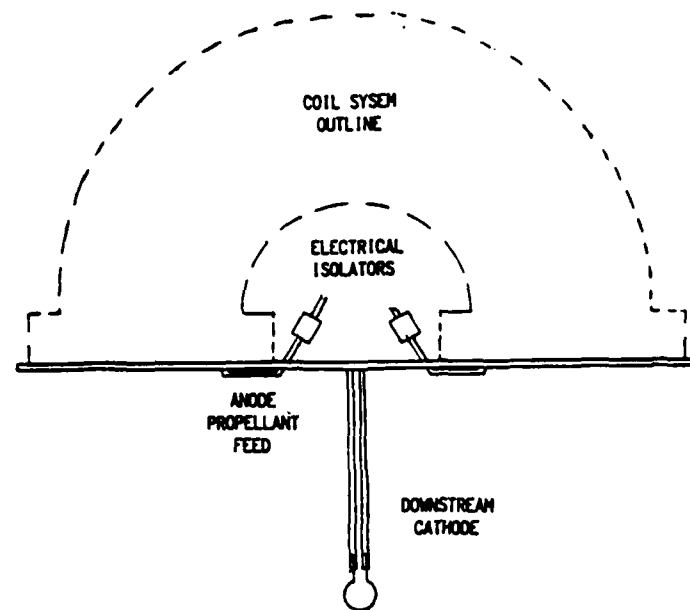 COIL SYSEM
OUTLINE
ELECTRICAL
ISOLATORS
ANODE
PROPELLANT
FEED
DOWNSTREAM
CATHODE